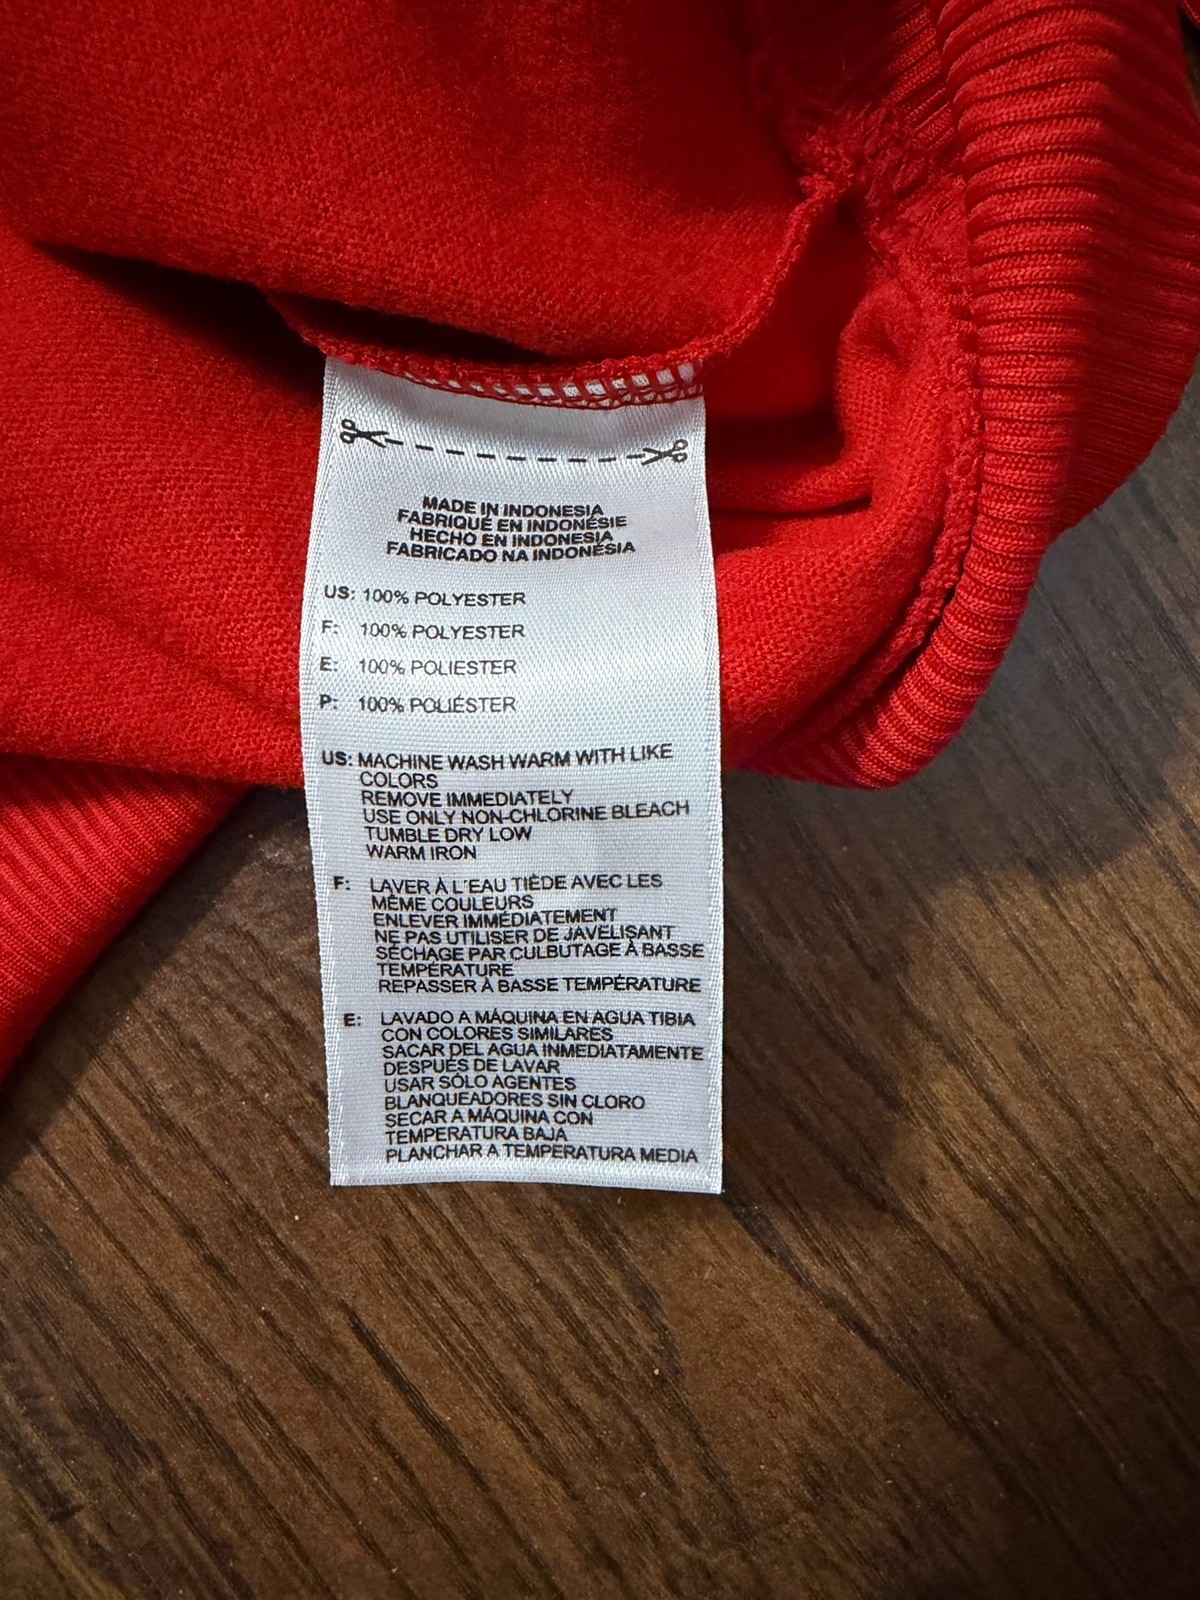 MADE IN INDONESIA
FABRIQUÉ EN INDONÉSIE
HECHO EN INDONESIA
FABRICADO NA INDONÉSIA
US: 100% POLYESTER
F: 100% POLYESTER
E: 100% POLIESTER
P: 100% POLIÉSTER
US: MACHINE WASH WARM WITH LIKE
COLORS
REMOVE IMMEDIATELY
USE ONLY NON-CHLORINE BLEACH
TUMBLE DRY LOW
WARM IRON
F: LAVER À L'EAU TIÈDE AVEC LES
MÊME COULEURS
ENLEVER IMMÉDIATEMENT
NE PAS UTILISER DE JAVELISANT
SÉCHAGE PAR CULBUTAGE À BASSE
TEMPÉRATURE
REPASSER À BASSE TEMPÉRATURE
E: LAVADO A MÁQUINA EN AGUA TIBIA
CON COLORES SIMILARES
SACAR DEL AGUA INMEDIATAMENTE
DESPUÉS DE LAVAR
USAR SÓLO AGENTES
BLANQUEADORES SIN CLORO
SECAR A MÁQUINA CON
TEMPERATURA BAJA
PLANCHAR A TEMPERATURA MEDIA